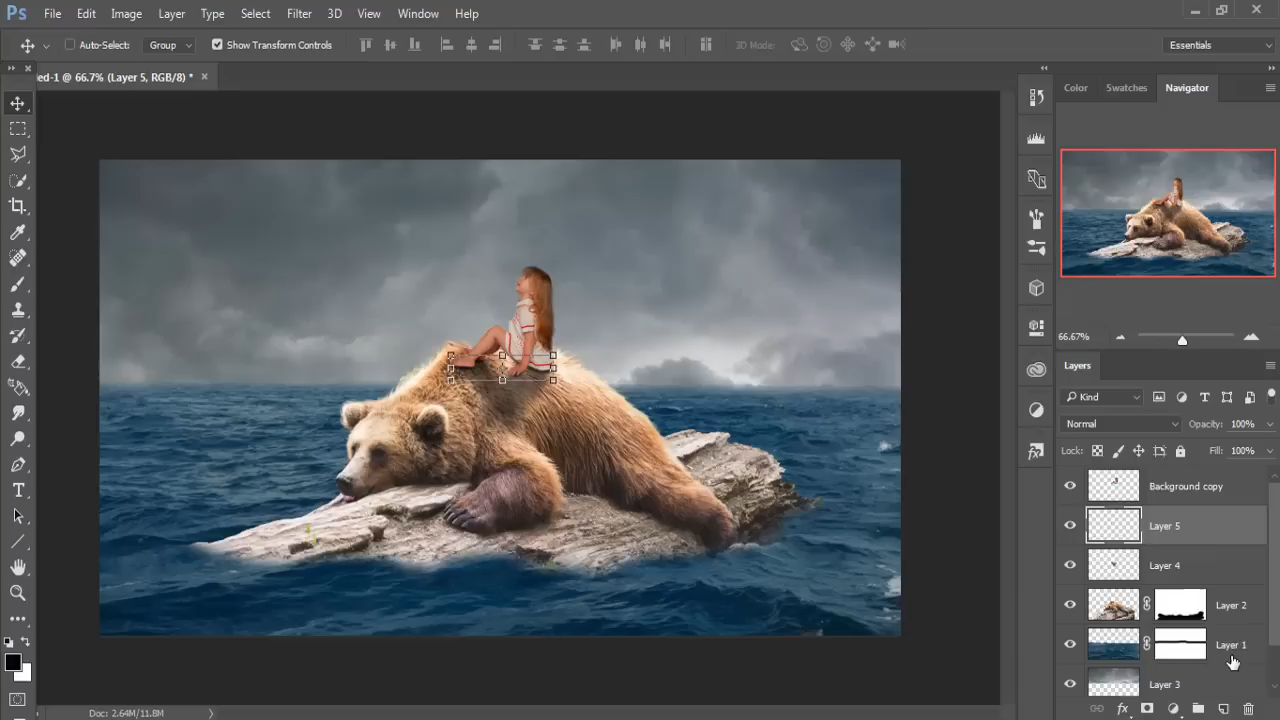 Ps File Edit Image Layer Type Select Filter 3D View Window Help
Auto-Select: Group Show Transform Controls 3D Mode: Essentials
ed-1 @ 66.7% (Layer 5, RGB/8) *
Color Swatches Navigator
66.67%
Layers
Kind
Normal Opacity: 100%
Lock: Fill: 100%
Background copy
Layer 5
Layer 4
Layer 2
Layer 1
Layer 3
fx
Doc: 2.64M/11.8M